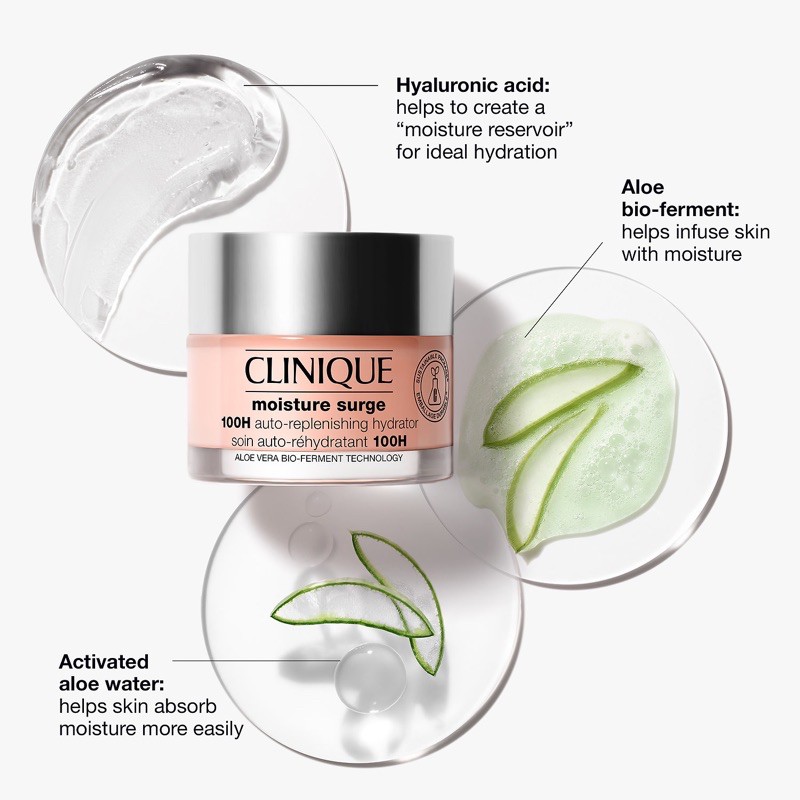 Hyaluronic acid:
helps to create a
“moisture reservoir”
for ideal hydration
Aloe
bio-ferment:
helps infuse skin
with moisture
CLINIQUE
moisture surge
100H auto-replenishing hydrator
soin auto-réhydratant 100H
ALOE VERA BIO-FERMENT TECHNOLOGY
Activated
aloe water:
helps skin absorb
moisture more easily